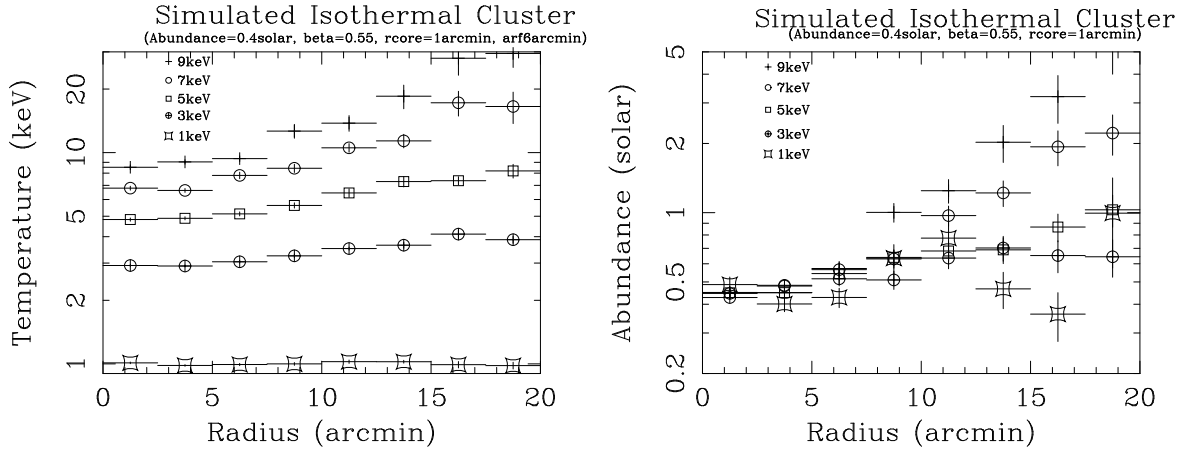 Simulated Isothermal Cluster
(Abundance=0.4solar, beta=0.55, rcore=1arcmin, arf6arcmin)
9keV
7keV
5keV
3keV
1keV
Temperature (keV)
20
10
5
2
1
0 5 10 15 20
Radius (arcmin)
Simulated Isothermal Cluster
(Abundance=0.4solar, beta=0.55, rcore=1arcmin)
9keV
7keV
5keV
3keV
1keV
Abundance (solar)
5
2
1
0.5
0.2
0 5 10 15 20
Radius (arcmin)